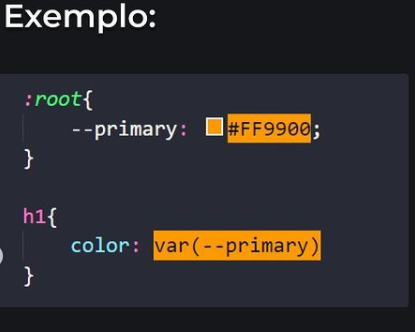 Exemplo:
:root{
--primary: #FF9900;
}
h1{
color: var(--primary)
}